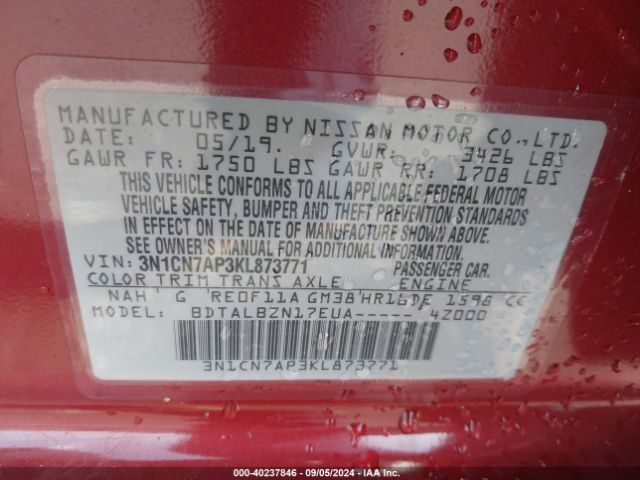 MANUFACTURED BY NISSAN MOTOR CO., LTD.
DATE: 05/19. GVWR: 3426 LBS
GAWR FR: 1750 LBS GAWR RR: 1708 LBS
THIS VEHICLE CONFORMS TO ALL APPLICABLE FEDERAL MOTOR
VEHICLE SAFETY, BUMPER AND THEFT PREVENTION STANDARDS
IN EFFECT ON THE DATE OF MANUFACTURE SHOWN ABOVE.
SEE OWNER'S MANUAL FOR ADDITIONAL INFORMATION.
VIN: 3N1CN7AP3KL873771 PASSENGER CAR.
COLOR TRIM TRANS AXLE ENGINE
NAH G RE0F11A GM38 HR16DE 1598 CC
MODEL: BDTALBZN17EUA----- 4Z000
3N1CN7AP3KL873771
000-40237846 - 09/05/2024 - IAA Inc.